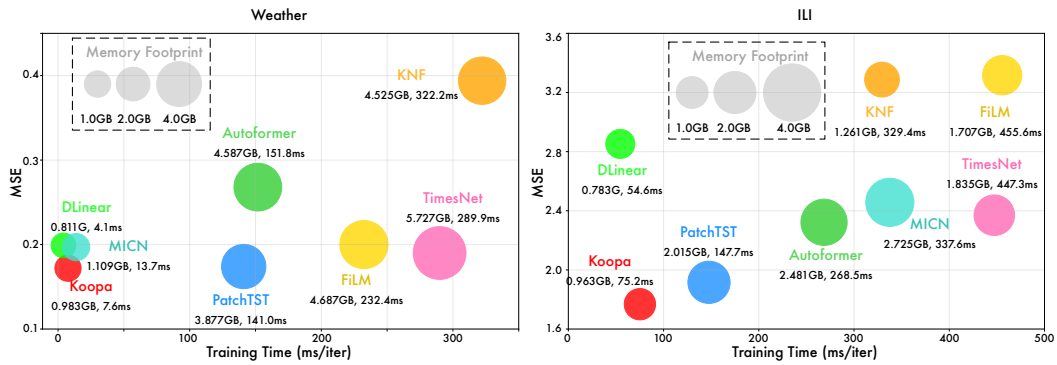 Weather
Memory Footprint
1.0GB 2.0GB 4.0GB
KNF
4.525GB, 322.2ms
Autoformer
4.587GB, 151.8ms
TimesNet
5.727GB, 289.9ms
DLinear
0.811G, 4.1ms
MICN
1.109GB, 13.7ms
Koopa
0.983GB, 7.6ms
PatchTST
3.877GB, 141.0ms
FiLM
4.687GB, 232.4ms
MSE
0.4
0.3
0.2
0.1
0 100 200 300
Training Time (ms/iter)
ILI
Memory Footprint
1.0GB 2.0GB 4.0GB
KNF
1.261GB, 329.4ms
FiLM
1.707GB, 455.6ms
DLinear
0.783G, 54.6ms
TimesNet
1.835GB, 447.3ms
MICN
2.725GB, 337.6ms
PatchTST
2.015GB, 147.7ms
Autoformer
2.481GB, 268.5ms
Koopa
0.963GB, 75.2ms
MSE
3.6
3.2
2.8
2.4
2.0
1.6
0 100 200 300 400 500
Training Time (ms/iter)